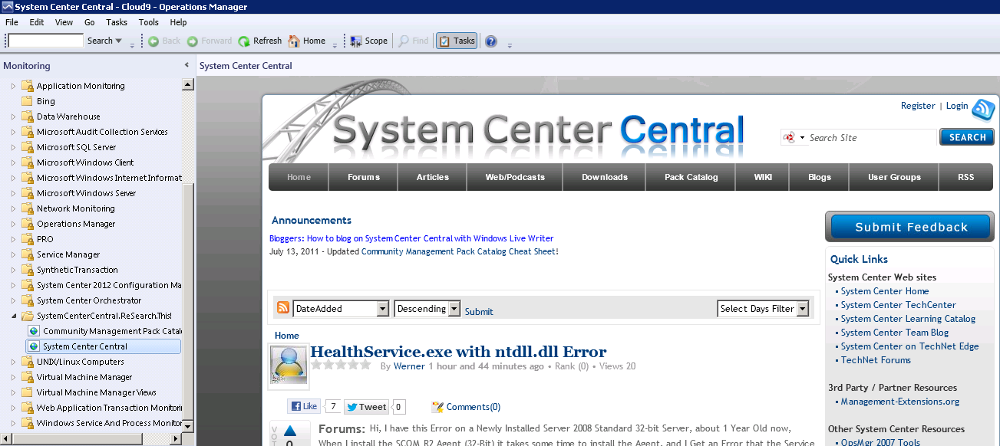 System Center Central - Cloud9 - Operations Manager
File Edit View Go Tasks Tools Help
Search Back Forward Refresh Home Scope Find Tasks
Monitoring
Application Monitoring
Bing
Data Warehouse
Microsoft Audit Collection Services
Microsoft SQL Server
Microsoft Windows Client
Microsoft Windows Internet Informat
Microsoft Windows Server
Network Monitoring
Operations Manager
PRO
Service Manager
Synthetic Transaction
System Center 2012 Configuration Ma
System Center Orchestrator
SystemCenterCentral.ReSearch.This!
Community Management Pack Catal
System Center Central
UNIX/Linux Computers
Virtual Machine Manager
Virtual Machine Manager Views
Web Application Transaction Monitorin
Windows Service And Process Monitor
System Center Central
Register | Login
System Center Central
Search Site SEARCH
Home Forums Articles Web/Podcasts Downloads Pack Catalog WIKI Blogs User Groups RSS
Announcements
Bloggers: How to blog on System Center Central with Windows Live Writer
July 13, 2011 - Updated Community Management Pack Catalog Cheat Sheet!
DateAdded Descending Submit Select Days Filter
Home
HealthService.exe with ntdll.dll Error
By Werner 1 hour and 44 minutes ago • Rank (0) • Views 20
Like 7 Tweet 0 Comments(0)
VOT
0
Forums: Hi, I have this Error on a Newly Installed Server 2008 Standard 32-bit Server, about 1 Year Old now,
When I install the SCOM R2 Agent (32-Bit) it takes some time to install the Agent, and I Get an Error that the Service
Submit Feedback
Quick Links
System Center Web sites
▪ System Center Home
▪ System Center TechCenter
▪ System Center Learning Catalog
▪ System Center Team Blog
▪ System Center on TechNet Edge
▪ TechNet Forums
3rd Party / Partner Resources
▪ Management-Extensions.org
Other System Center Resources
▪ OpsMgr 2007 Tools